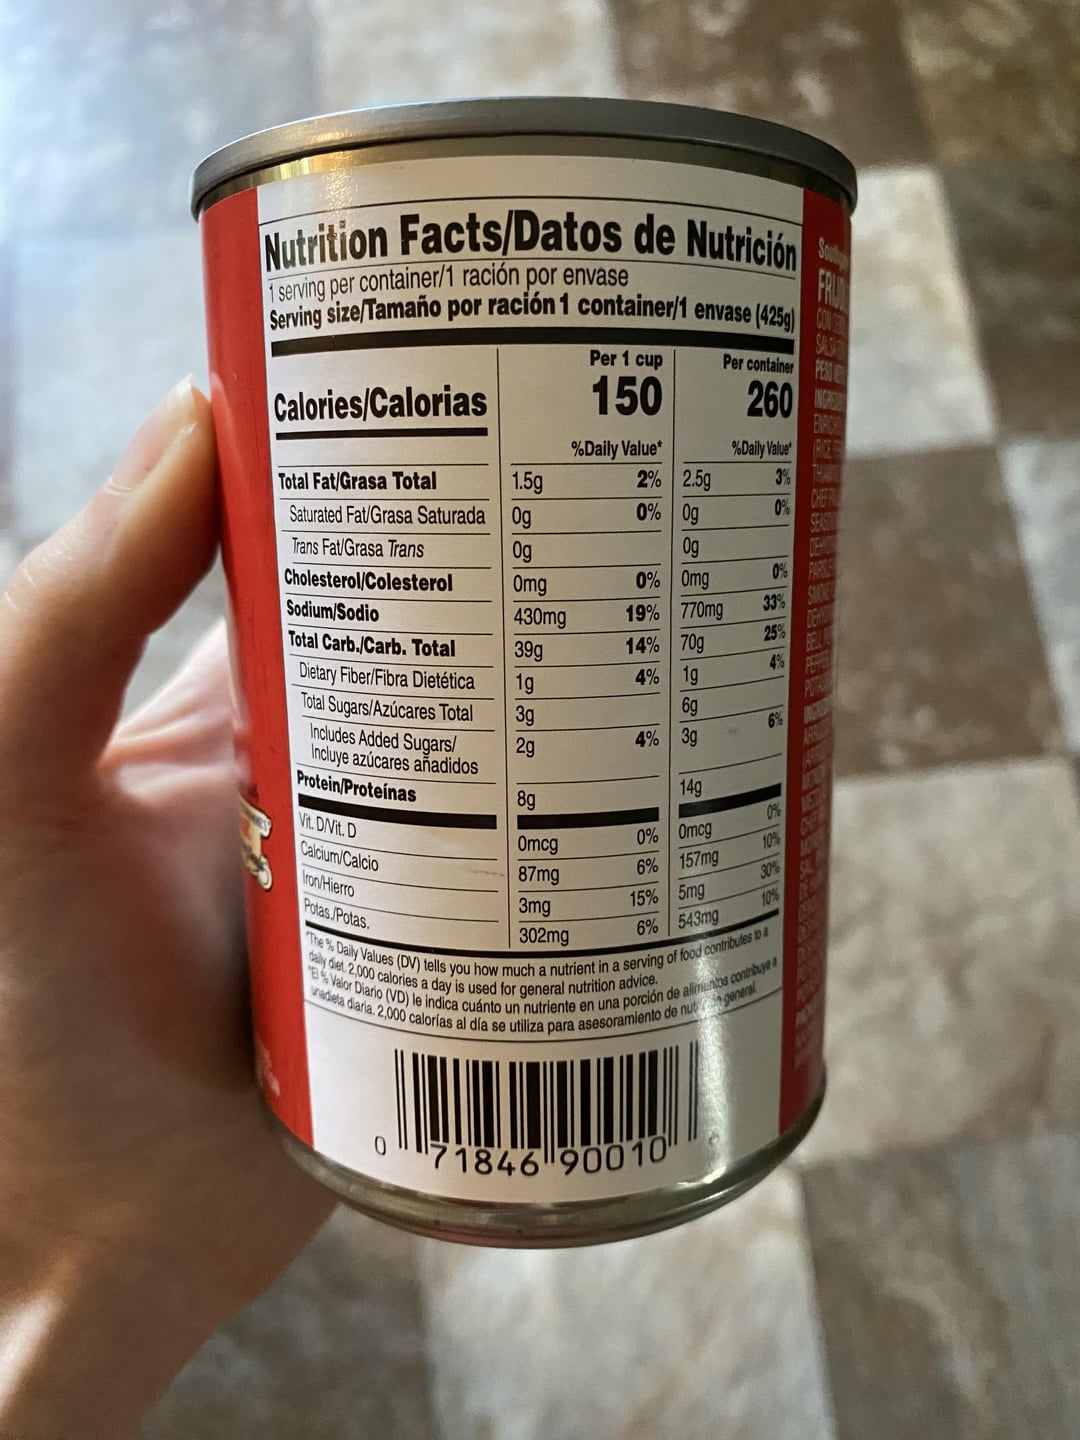 Nutrition Facts/Datos de Nutrición
1 serving per container/1 ración por envase
Serving size/Tamaño por ración 1 container/1 envase (425g)
Per 1 cup Per container
Calories/Calorias 150 260
%Daily Value* %Daily Value*
Total Fat/Grasa Total 1.5g 2% 2.5g 3%
Saturated Fat/Grasa Saturada 0g 0% 0g 0%
Trans Fat/Grasa Trans 0g 0g
Cholesterol/Colesterol 0mg 0% 0mg 0%
Sodium/Sodio 430mg 19% 770mg 33%
Total Carb./Carb. Total 39g 14% 70g 25%
Dietary Fiber/Fibra Dietética 1g 4% 1g 4%
Total Sugars/Azúcares Total 3g 6g
Includes Added Sugars/
Incluye azúcares añadidos 2g 4% 3g 6%
Protein/Proteínas 8g 14g
Vit. D/Vit. D 0mcg 0% 0mcg 0%
Calcium/Calcio 87mg 6% 157mg 10%
Iron/Hierro 3mg 15% 5mg 30%
Potas./Potas. 302mg 6% 543mg 10%
*The % Daily Values (DV) tells you how much a nutrient in a serving of food contributes to a
daily diet. 2,000 calories a day is used for general nutrition advice.
*El % Valor Diario (VD) le indica cuánto un nutriente en una porción de alimentos contribuye a
unadieta diaria. 2,000 calorías al día se utiliza para asesoramiento de general.
0 71846 90010